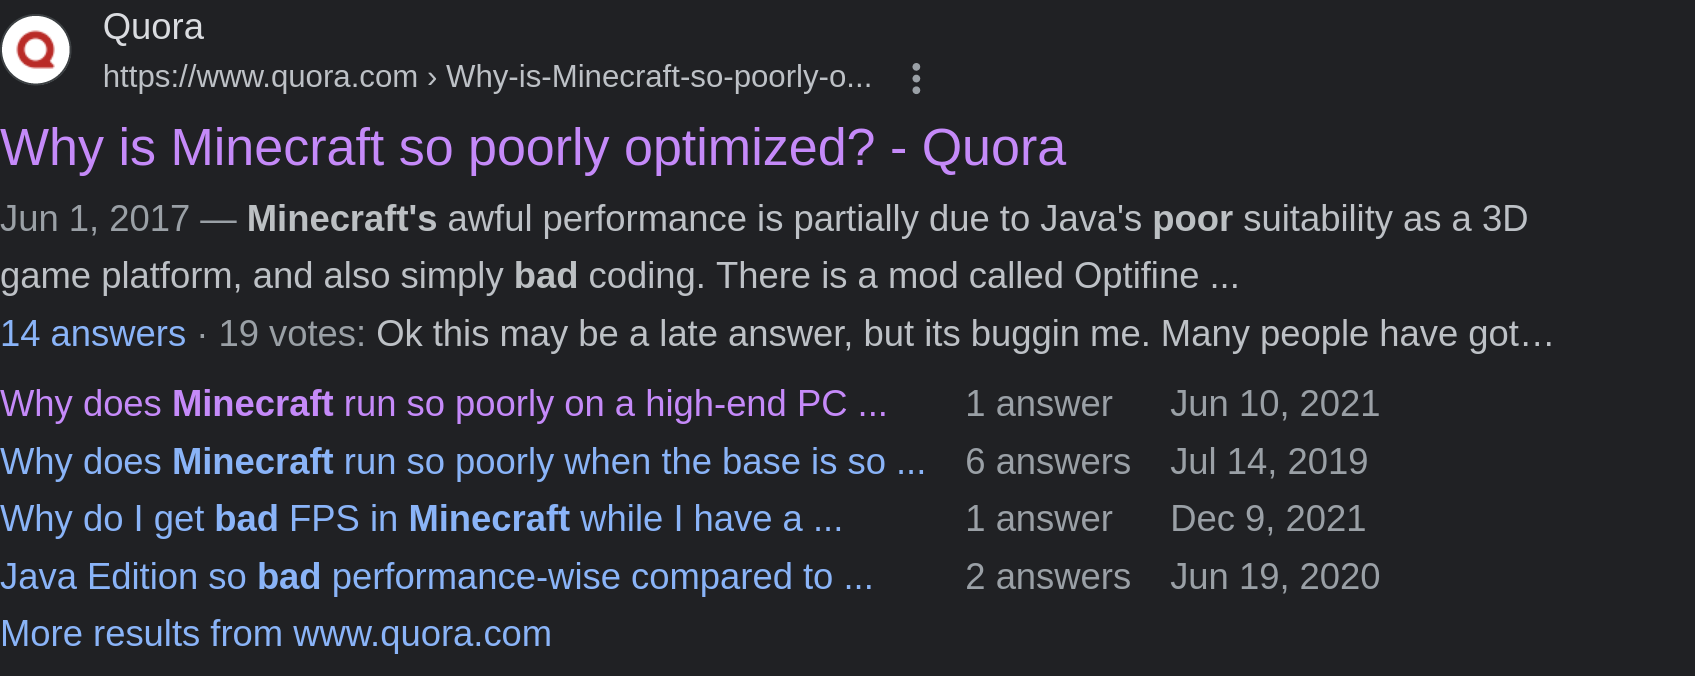 Quora
https://www.quora.com › Why-is-Minecraft-so-poorly-o...
Why is Minecraft so poorly optimized? - Quora
Jun 1, 2017 — Minecraft's awful performance is partially due to Java's poor suitability as a 3D
game platform, and also simply bad coding. There is a mod called Optifine ...
14 answers · 19 votes: Ok this may be a late answer, but its buggin me. Many people have got…
Why does Minecraft run so poorly on a high-end PC ... 1 answer Jun 10, 2021
Why does Minecraft run so poorly when the base is so ... 6 answers Jul 14, 2019
Why do I get bad FPS in Minecraft while I have a ... 1 answer Dec 9, 2021
Java Edition so bad performance-wise compared to ... 2 answers Jun 19, 2020
More results from www.quora.com